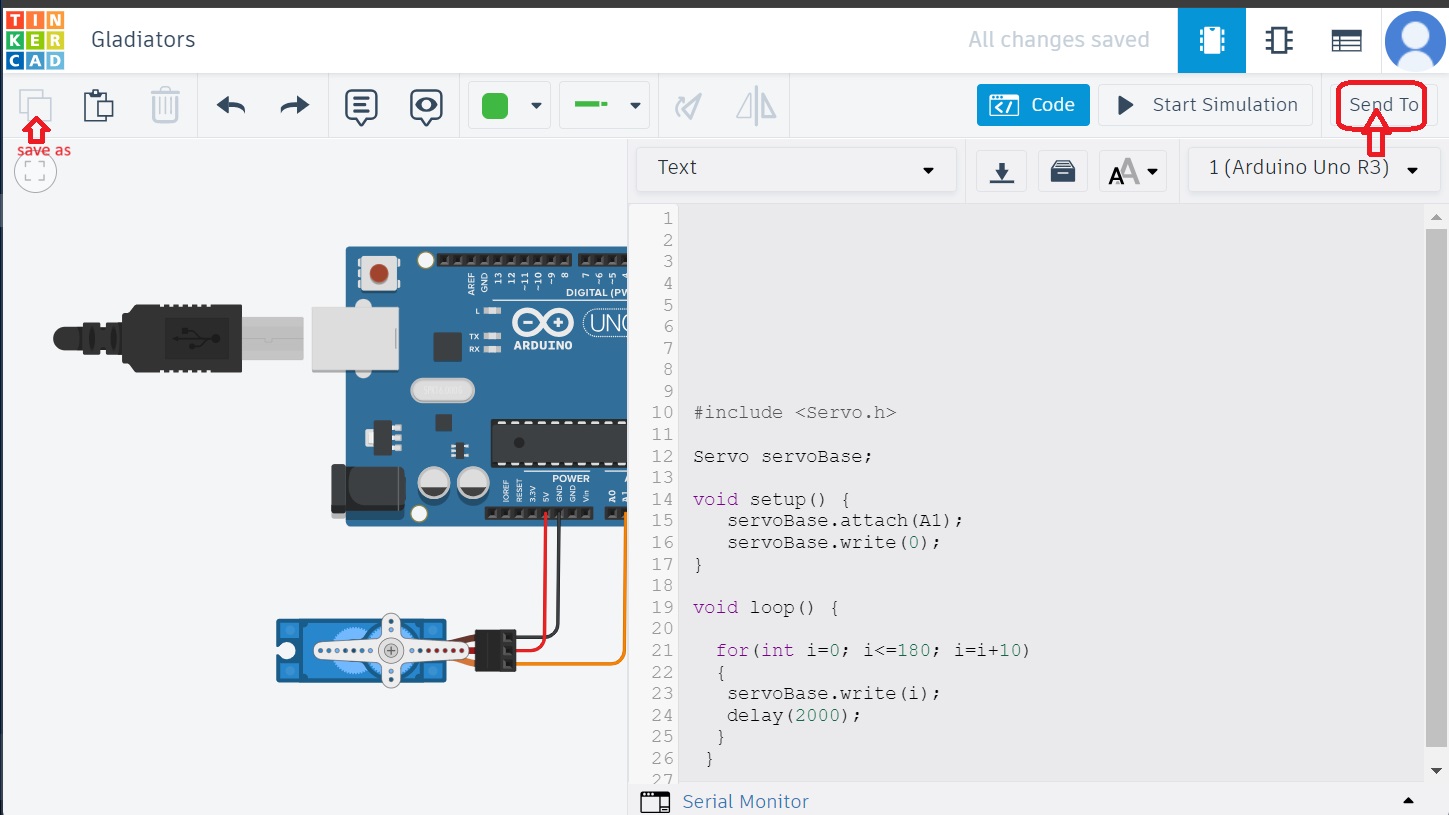 TINKERCAD
Gladiators
All changes saved
Code
Start Simulation
Send To
save as
Text
AA
1 (Arduino Uno R3)
AREF
GND
13
12
~11
~10
~9
8
7
~6
~5
4
DIGITAL (PW
L
TX
RX
UNO
ARDUINO
POWER
A
IOREF
RESET
3.3V
5V
GND
GND
Vin
A0
A1
1
2
3
4
5
6
7
8
9
10 #include <Servo.h>
11
12 Servo servoBase;
13
14 void setup() {
15 servoBase.attach(A1);
16 servoBase.write(0);
17 }
18
19 void loop() {
20
21 for(int i=0; i<=180; i=i+10)
22 {
23 servoBase.write(i);
24 delay(2000);
25 }
26 }
27
Serial Monitor